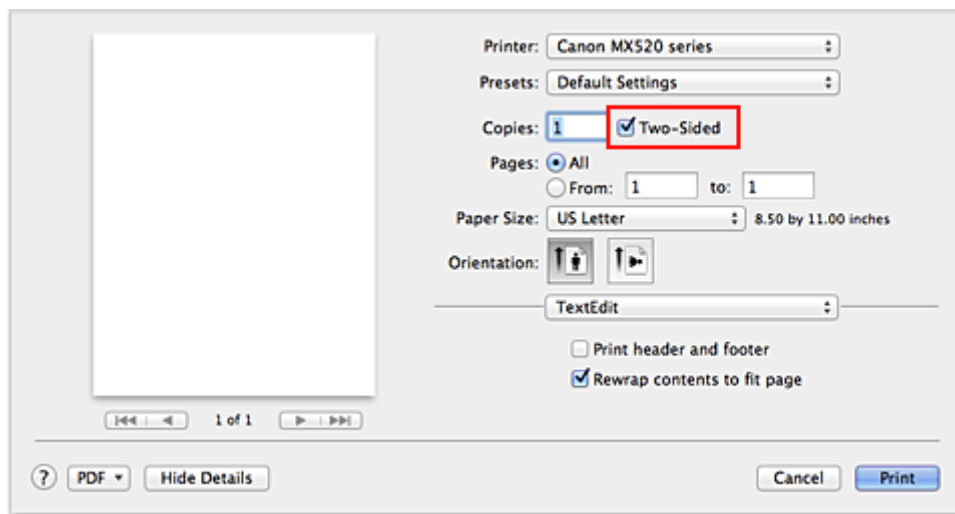 Printer: Canon MX520 series
Presets: Default Settings
Copies: 1 Two-Sided
Pages: All
From: 1 to: 1
Paper Size: US Letter 8.50 by 11.00 inches
Orientation:
TextEdit
Print header and footer
Rewrap contents to fit page
1 of 1
? PDF Hide Details Cancel Print